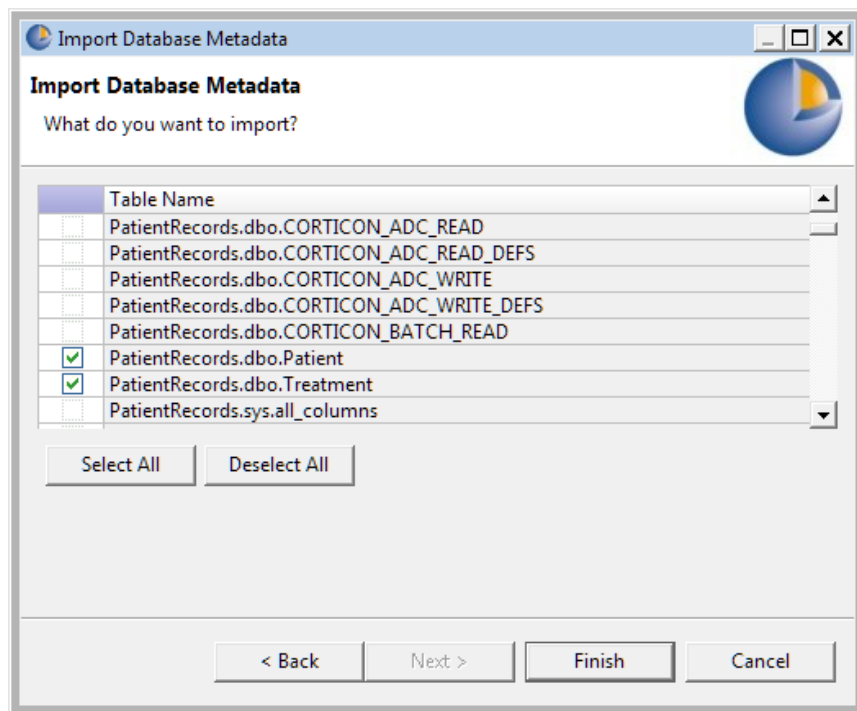 Import Database Metadata
Import Database Metadata
What do you want to import?
Table Name
PatientRecords.dbo.CORTICON_ADC_READ
PatientRecords.dbo.CORTICON_ADC_READ_DEFS
PatientRecords.dbo.CORTICON_ADC_WRITE
PatientRecords.dbo.CORTICON_ADC_WRITE_DEFS
PatientRecords.dbo.CORTICON_BATCH_READ
PatientRecords.dbo.Patient
PatientRecords.dbo.Treatment
PatientRecords.sys.all_columns
Select All Deselect All
< Back Next > Finish Cancel